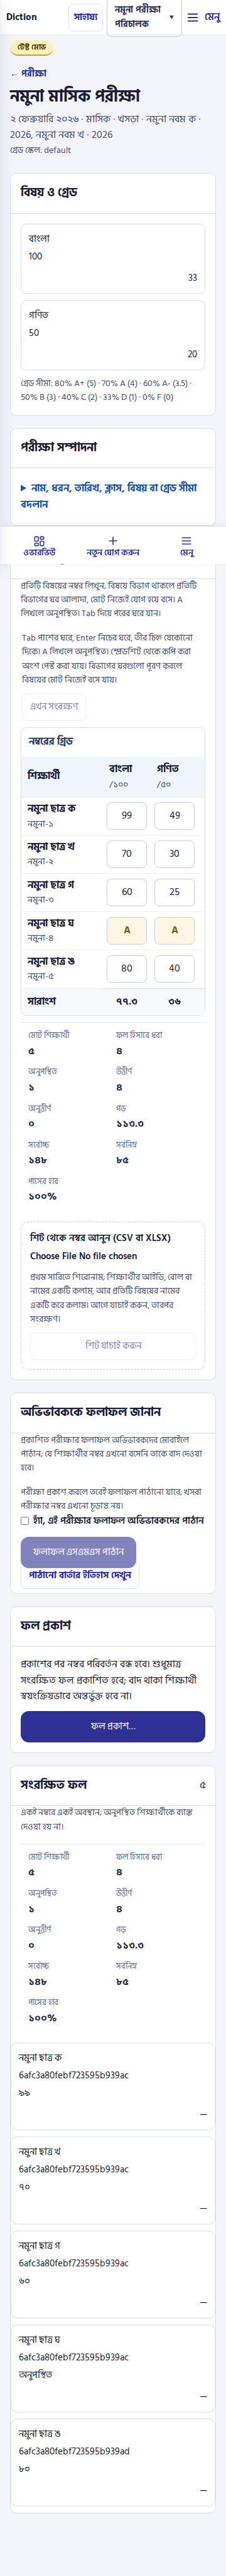 Diction
সাহায্য
নমুনা পরীক্ষা
পরিচালক
মেনু
টেস্ট মোড
← পরীক্ষা
নমুনা মাসিক পরীক্ষা
২ ফেব্রুয়ারি ২০২৬ · মাসিক · খসড়া · নমুনা নবম ক ·
2026, নমুনা নবম খ · 2026
গ্রেড স্কেল: default
বিষয় ও গ্রেড
বাংলা
100
33
গণিত
50
20
গ্রেড সীমা: 80% A+ (5) · 70% A (4) · 60% A- (3.5) ·
50% B (3) · 40% C (2) · 33% D (1) · 0% F (0)
পরীক্ষা সম্পাদনা
▶ নাম, ধরন, তারিখ, ক্লাস, বিষয় বা গ্রেড সীমা
বদলান
ওভারভিউ
নতুন যোগ করুন
মেনু
প্রতিটি বিষয়ের নম্বর লিখুন; বিষয়ে বিভাগ থাকলে প্রতিটি
বিভাগের ঘর আলাদা, মোট নিজেই যোগ হয়ে বসে। A
লিখলে অনুপস্থিত। Tab দিয়ে পরের ঘরে যান।
Tab পাশের ঘরে, Enter নিচের ঘরে, তীর চিহ্ন যেকোনো
দিকে। A লিখলে অনুপস্থিত। স্প্রেডশিট থেকে কপি করা
অংশ পেস্ট করা যায়। বিভাগের ঘরগুলো পূরণ করলে
বিষয়ের মোট নিজেই বসে যায়।
এখন সংরক্ষণ
নম্বরের গ্রিড
শিক্ষার্থী
বাংলা
/১০০
গণিত
/৫০
নমুনা ছাত্র ক
নমুনা-১
99
49
নমুনা ছাত্র খ
নমুনা-২
70
30
নমুনা ছাত্র গ
নমুনা-৩
60
25
নমুনা ছাত্র ঘ
নমুনা-৪
A
A
নমুনা ছাত্র ঙ
নমুনা-৫
80
40
সারাংশ
৭৭.৩
৩৬
মোট শিক্ষার্থী
ফল হিসাবে ধরা
৫
৪
অনুপস্থিত
উত্তীর্ণ
১
৪
অনুত্তীর্ণ
গড়
০
১১৩.৩
সর্বোচ্চ
সর্বনিম্ন
১৪৮
৮৫
পাসের হার
১০০%
শিট থেকে নম্বর আনুন (CSV বা XLSX)
Choose File No file chosen
প্রথম সারিতে শিরোনাম, শিক্ষার্থীর আইডি, রোল বা
নামের একটি কলাম, আর প্রতিটি বিষয়ের নামের
একটি করে কলাম। আগে যাচাই করুন, তারপর
সংরক্ষণ।
শিট যাচাই করুন
অভিভাবককে ফলাফল জানান
প্রকাশিত পরীক্ষার ফলাফল অভিভাবকদের মোবাইলে
পাঠান; যে শিক্ষার্থীর নম্বর এখনো বসেনি তাকে বাদ দেওয়া
হবে।
পরীক্ষা প্রকাশ করলে তবেই ফলাফল পাঠানো যাবে; খসরা
পরীক্ষার নম্বর এখনো চূড়ান্ত নয়।
হ্যাঁ, এই পরীক্ষার ফলাফল অভিভাবকদের পাঠান
ফলাফল এসএমএস পাঠান
পাঠানো বার্তার ইতিহাস দেখুন
ফল প্রকাশ
প্রকাশের পর নম্বর পরিবর্তন বন্ধ হবে। শুধুমাত্র
সংরক্ষিত ফল প্রকাশিত হবে; বাদ থাকা শিক্ষার্থী
স্বয়ংক্রিয়ভাবে অন্তর্ভুক্ত হবে না।
ফল প্রকাশ…
সংরক্ষিত ফল
৫
একই নম্বরে একই অবস্থান; অনুপস্থিত শিক্ষার্থীকে র‍্যাঙ্ক
দেওয়া হয় না।
মোট শিক্ষার্থী
ফল হিসাবে ধরা
৫
৪
অনুপস্থিত
উত্তীর্ণ
১
৪
অনুত্তীর্ণ
গড়
০
১১৩.৩
সর্বোচ্চ
সর্বনিম্ন
১৪৮
৮৫
পাসের হার
১০০%
নমুনা ছাত্র ক
6afc3a80febf723595b939ac
৯৯
—
নমুনা ছাত্র খ
6afc3a80febf723595b939ac
৭০
—
নমুনা ছাত্র গ
6afc3a80febf723595b939ac
৬০
—
নমুনা ছাত্র ঘ
6afc3a80febf723595b939ac
অনুপস্থিত
—
নমুনা ছাত্র ঙ
6afc3a80febf723595b939ad
৮০
—